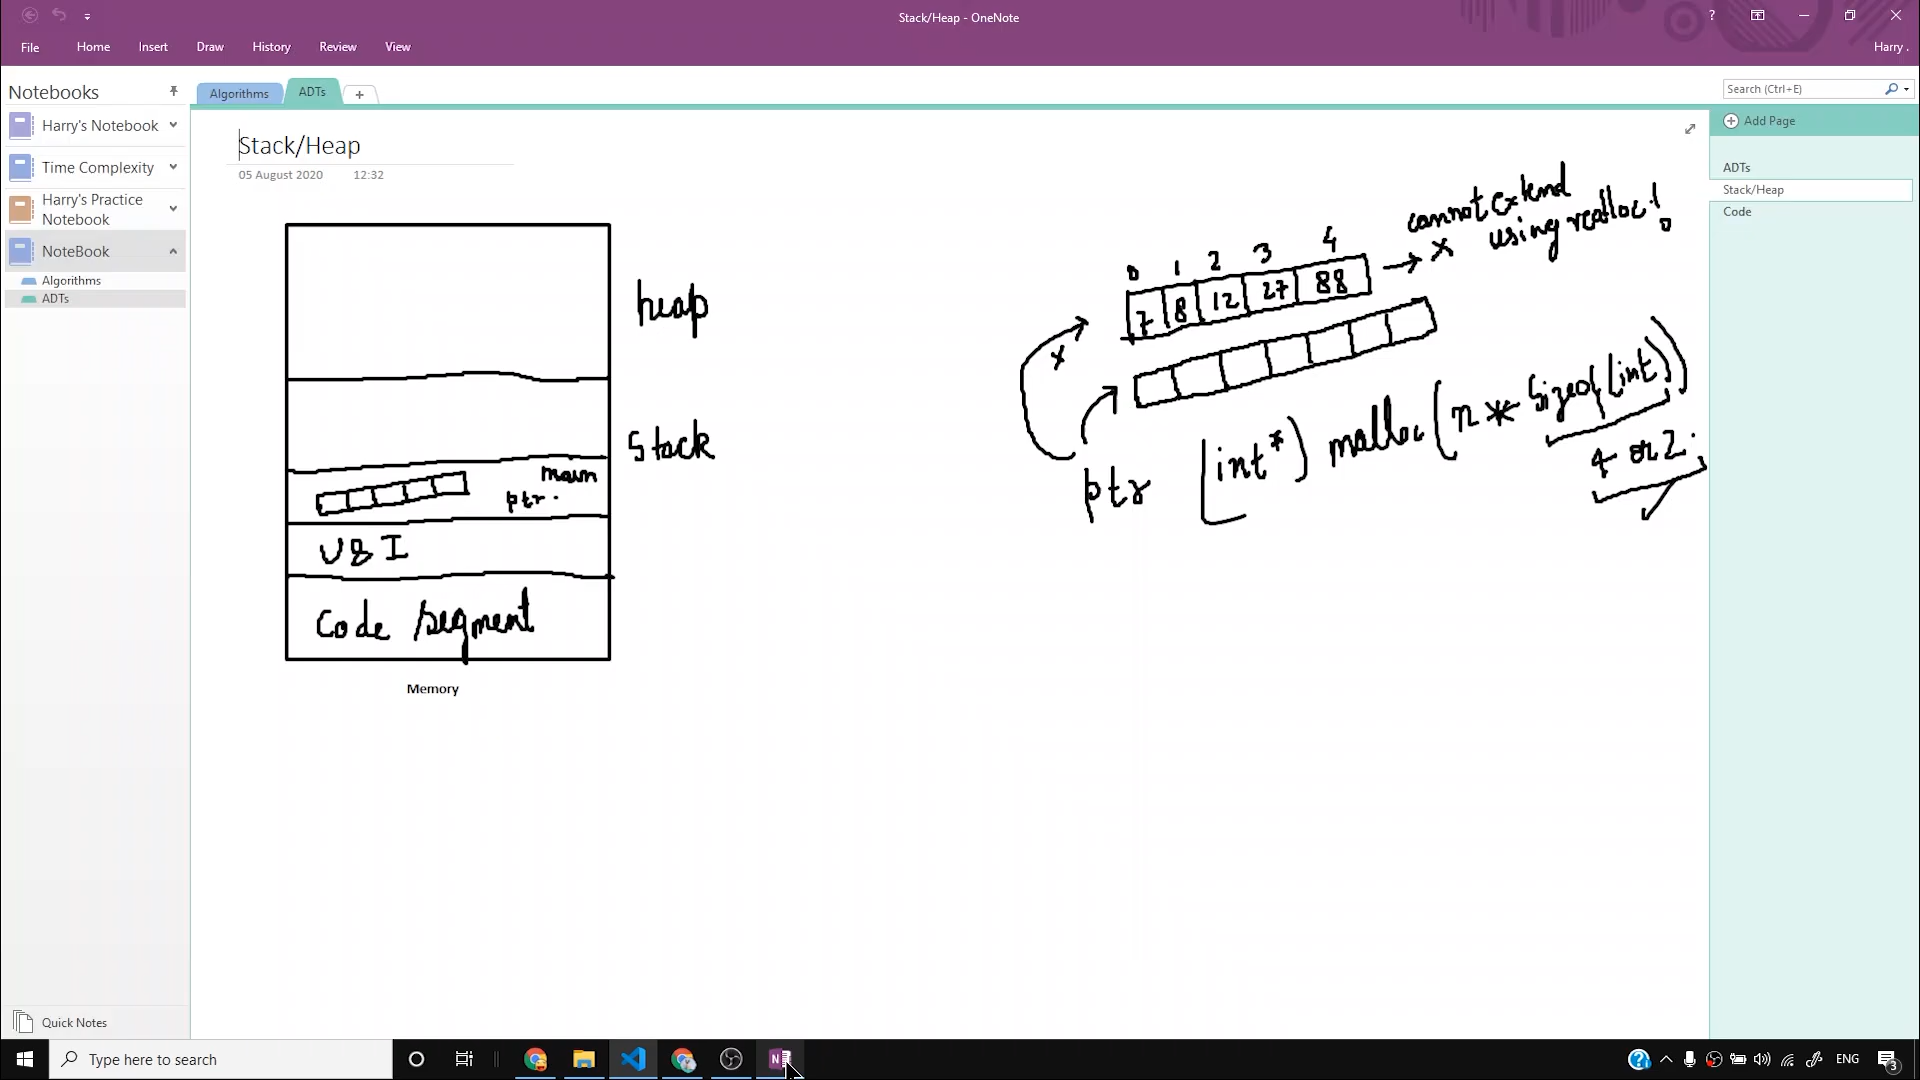 Stack/Heap - OneNote
?
File
Home
Insert
Draw
History
Review
View
Harry .
Notebooks
Algorithms
ADTs
+
Search (Ctrl+E)
Harry's Notebook
Time Complexity
Harry's Practice
Notebook
NoteBook
Algorithms
ADTs
Quick Notes
Stack/Heap
05 August 2020 12:32
heap
Stack
main
ptr.
U & I
Code segment
Memory
cannot extend
using realloc!
0 1 2 3 4
7 8 12 27 88
→ x
x
ptr (int*) malloc(n * sizeof(int))
4 or 2.
Add Page
ADTs
Stack/Heap
Code
Type here to search
N
ENG
3